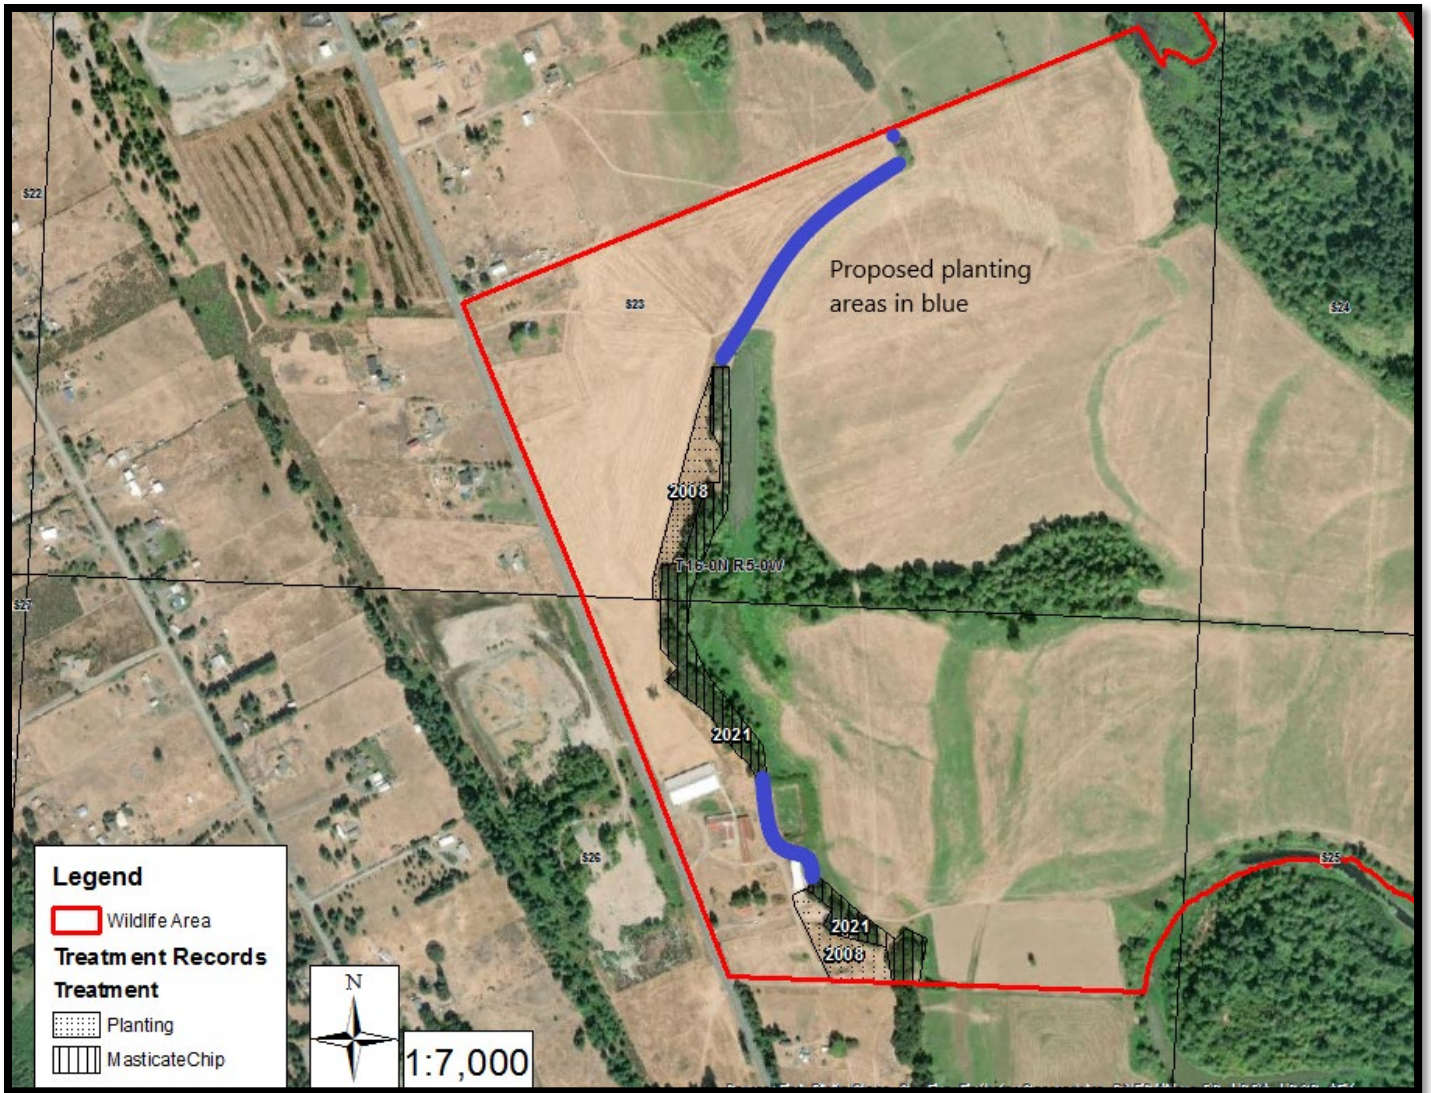 S22
Proposed planting
areas in blue
S23
S24
2008
T16-0N R5-0W
S27
2021
S26
S25
2021
2008
Legend
Wildlife Area
Treatment Records
Treatment
Planting
MasticateChip
N
1:7,000